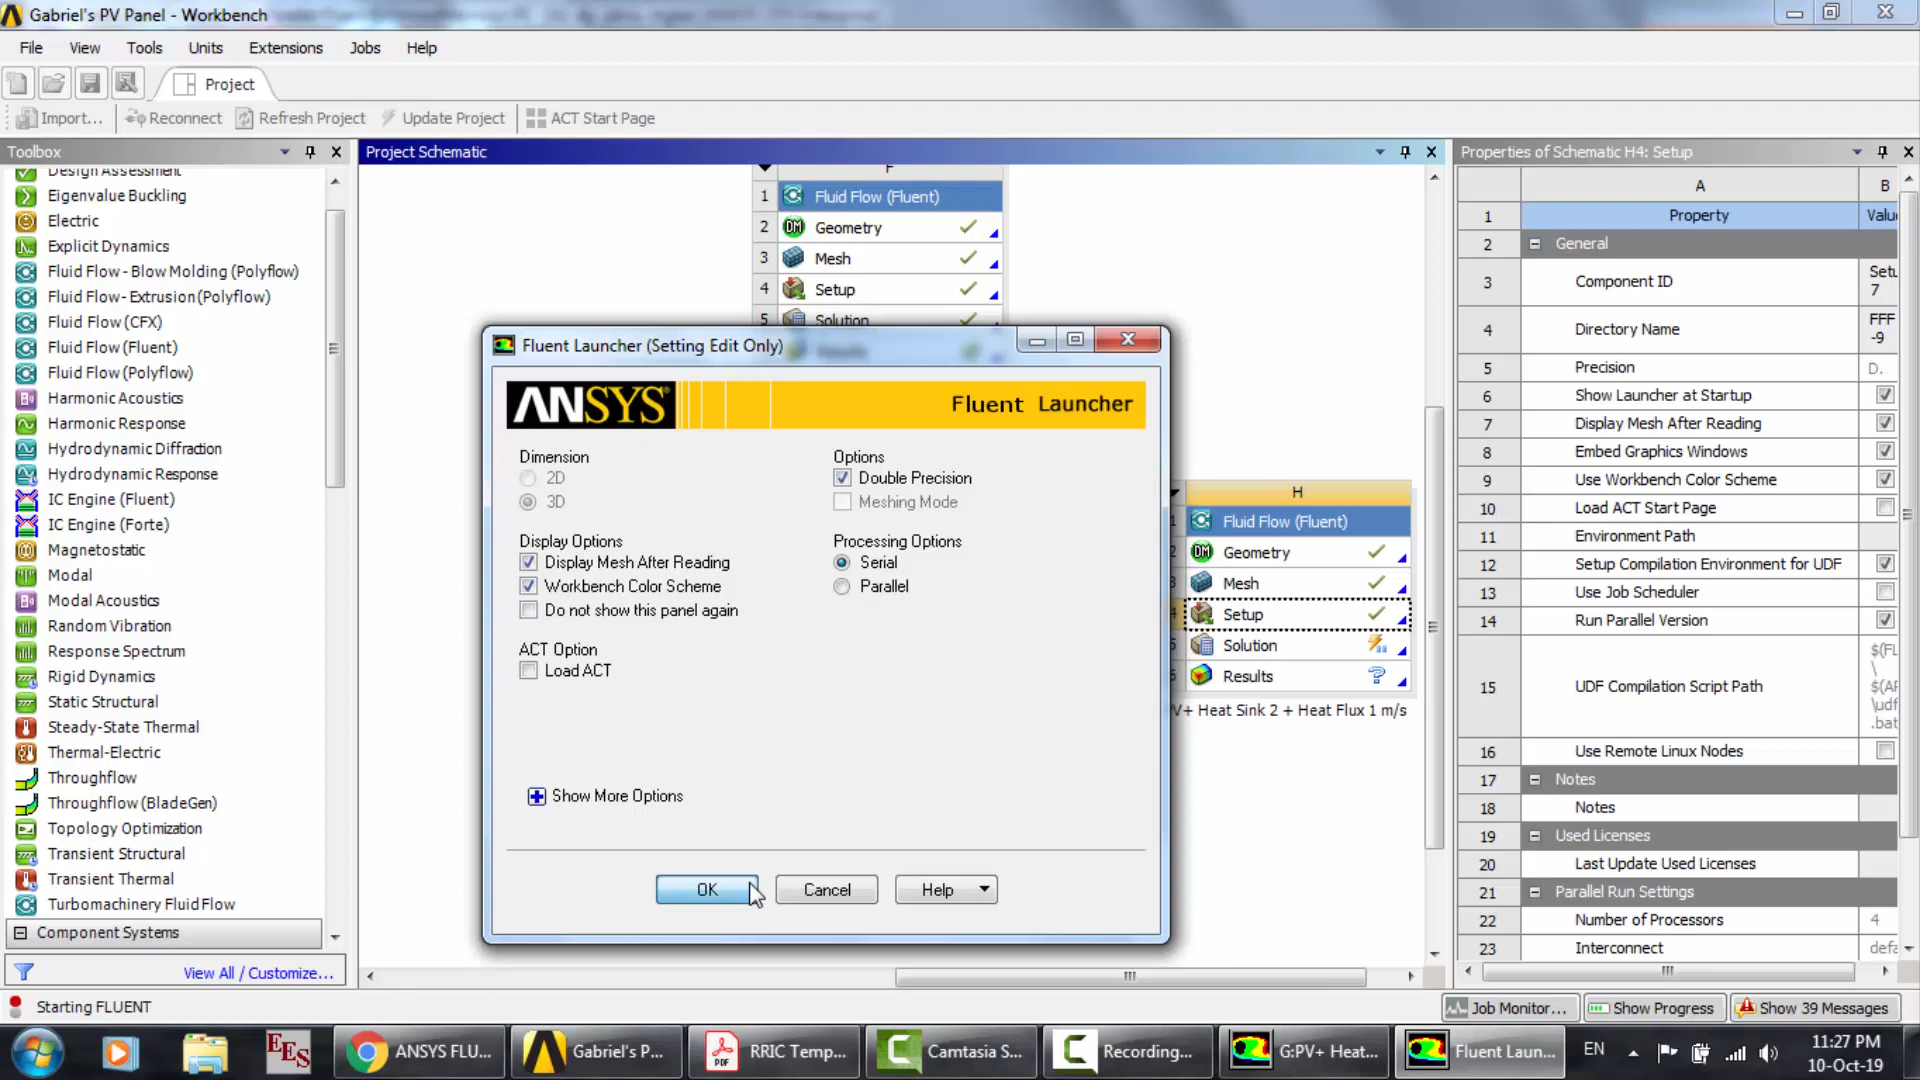 Gabriel's PV Panel - Workbench
File View Tools Units Extensions Jobs Help
Project
Import... Reconnect Refresh Project Update Project ACT Start Page
Toolbox
Design Assessment
Eigenvalue Buckling
Electric
Explicit Dynamics
Fluid Flow - Blow Molding (Polyflow)
Fluid Flow - Extrusion (Polyflow)
Fluid Flow (CFX)
Fluid Flow (Fluent)
Fluid Flow (Polyflow)
Harmonic Acoustics
Harmonic Response
Hydrodynamic Diffraction
Hydrodynamic Response
IC Engine (Fluent)
IC Engine (Forte)
Magnetostatic
Modal
Modal Acoustics
Random Vibration
Response Spectrum
Rigid Dynamics
Static Structural
Steady-State Thermal
Thermal-Electric
Throughflow
Throughflow (BladeGen)
Topology Optimization
Transient Structural
Transient Thermal
Turbomachinery Fluid Flow
Component Systems
View All / Customize...
Project Schematic
F
1 Fluid Flow (Fluent)
2 Geometry
3 Mesh
4 Setup
5 Solution
H
Fluid Flow (Fluent)
Geometry
Mesh
Setup
Solution
Results
V+ Heat Sink 2 + Heat Flux 1 m/s
Fluent Launcher (Setting Edit Only)
ANSYS Fluent Launcher
Dimension
2D
3D
Display Options
Display Mesh After Reading
Workbench Color Scheme
Do not show this panel again
ACT Option
Load ACT
Options
Double Precision
Meshing Mode
Processing Options
Serial
Parallel
Show More Options
OK Cancel Help
Properties of Schematic H4: Setup
A B
1 Property Valu
2 General
3 Component ID Setu 7
4 Directory Name FFF -9
5 Precision D.
6 Show Launcher at Startup
7 Display Mesh After Reading
8 Embed Graphics Windows
9 Use Workbench Color Scheme
10 Load ACT Start Page
11 Environment Path
12 Setup Compilation Environment for UDF
13 Use Job Scheduler
14 Run Parallel Version
15 UDF Compilation Script Path $(FL \ $(AR \udf .bat
16 Use Remote Linux Nodes
17 Notes
18 Notes
19 Used Licenses
20 Last Update Used Licenses
21 Parallel Run Settings
22 Number of Processors 4
23 Interconnect defa
Starting FLUENT
Job Monitor... Show Progress Show 39 Messages
EES ANSYS FLU... Gabriel's P... RRIC Temp... Camtasia S... Recording... G:PV+ Heat... Fluent Laun... EN 11:27 PM
10-Oct-19